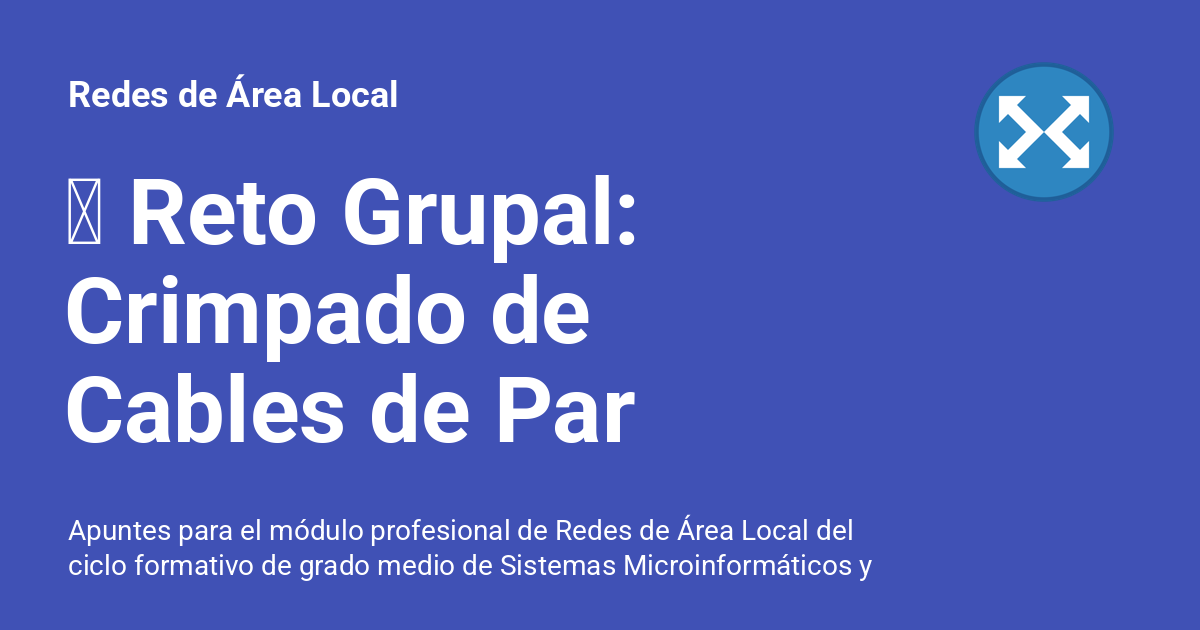 Redes de Área Local
Reto Grupal:
Crimpado de
Cables de Par
Apuntes para el módulo profesional de Redes de Área Local del
ciclo formativo de grado medio de Sistemas Microinformáticos y